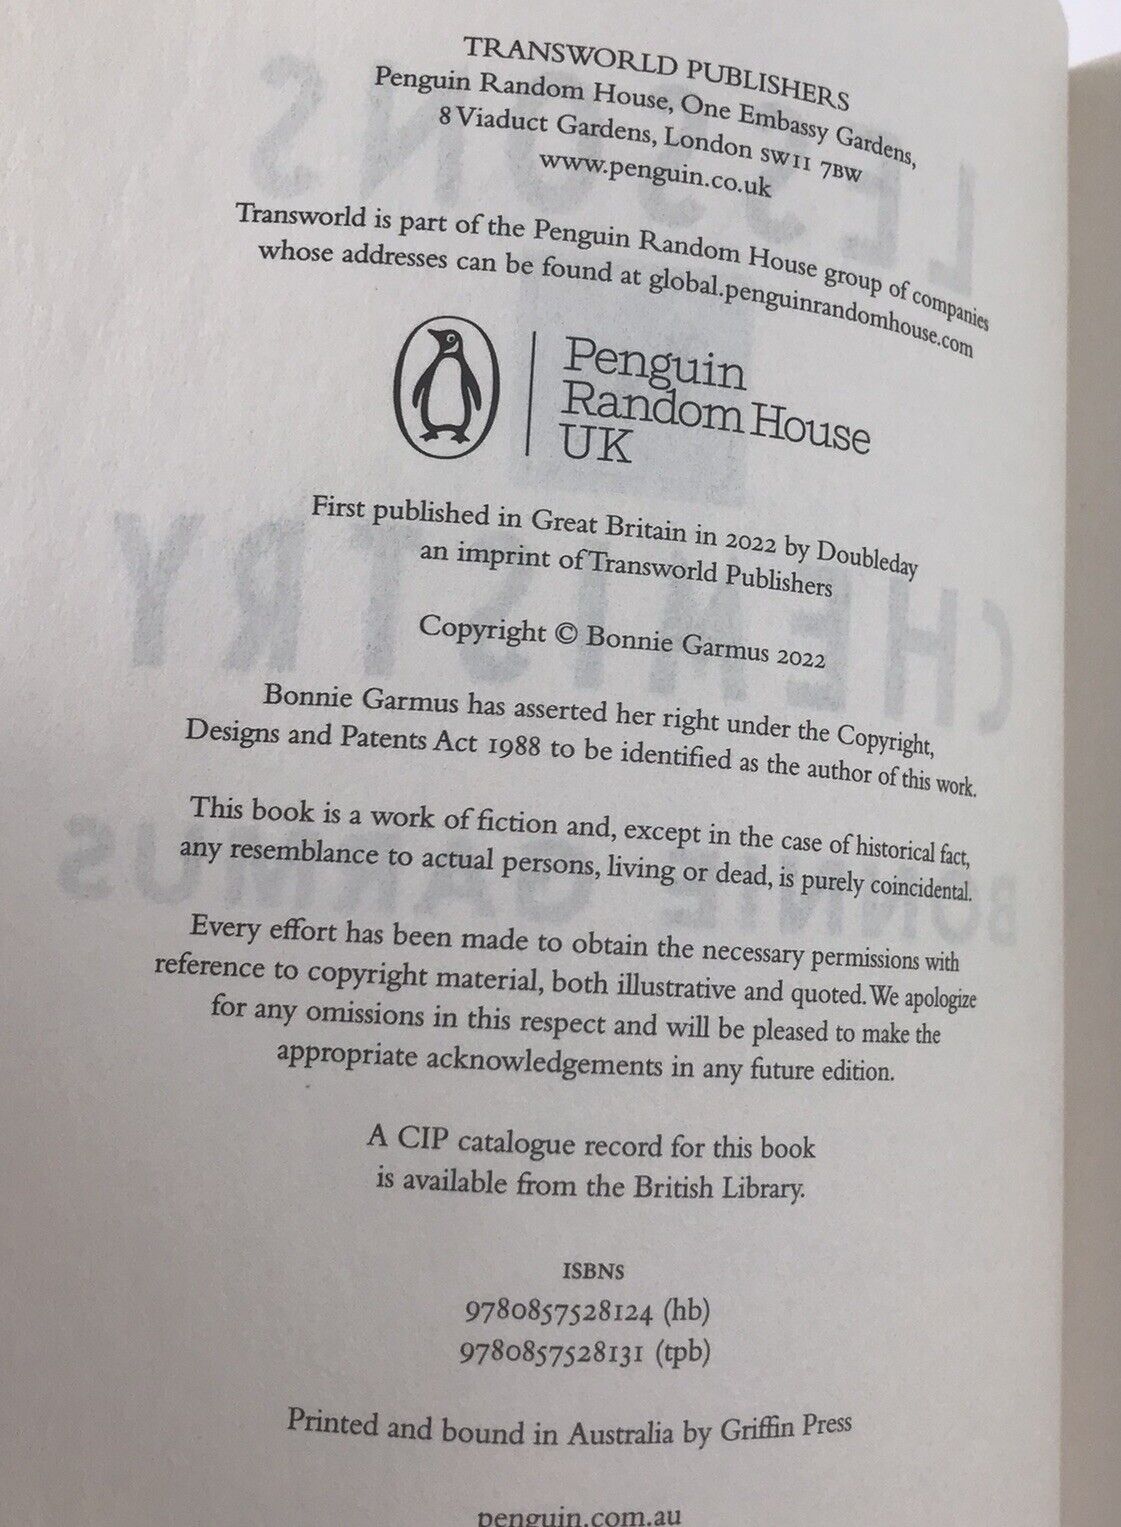 TRANSWORLD PUBLISHERS
Penguin Random House, One Embassy Gardens,
8 Viaduct Gardens, London SW11 7BW
www.penguin.co.uk
Transworld is part of the Penguin Random House group of companies
whose addresses can be found at global.penguinrandomhouse.com
Penguin
Random House
UK
First published in Great Britain in 2022 by Doubleday
an imprint of Transworld Publishers
Copyright © Bonnie Garmus 2022
Bonnie Garmus has asserted her right under the Copyright,
Designs and Patents Act 1988 to be identified as the author of this work.
This book is a work of fiction and, except in the case of historical fact,
any resemblance to actual persons, living or dead, is purely coincidental.
Every effort has been made to obtain the necessary permissions with
reference to copyright material, both illustrative and quoted. We apologize
for any omissions in this respect and will be pleased to make the
appropriate acknowledgements in any future edition.
A CIP catalogue record for this book
is available from the British Library.
ISBNS
9780857528124 (hb)
9780857528131 (tpb)
Printed and bound in Australia by Griffin Press
penguin.com.au
LESSONS
CHEMISTRY
BONNIE GARMUS